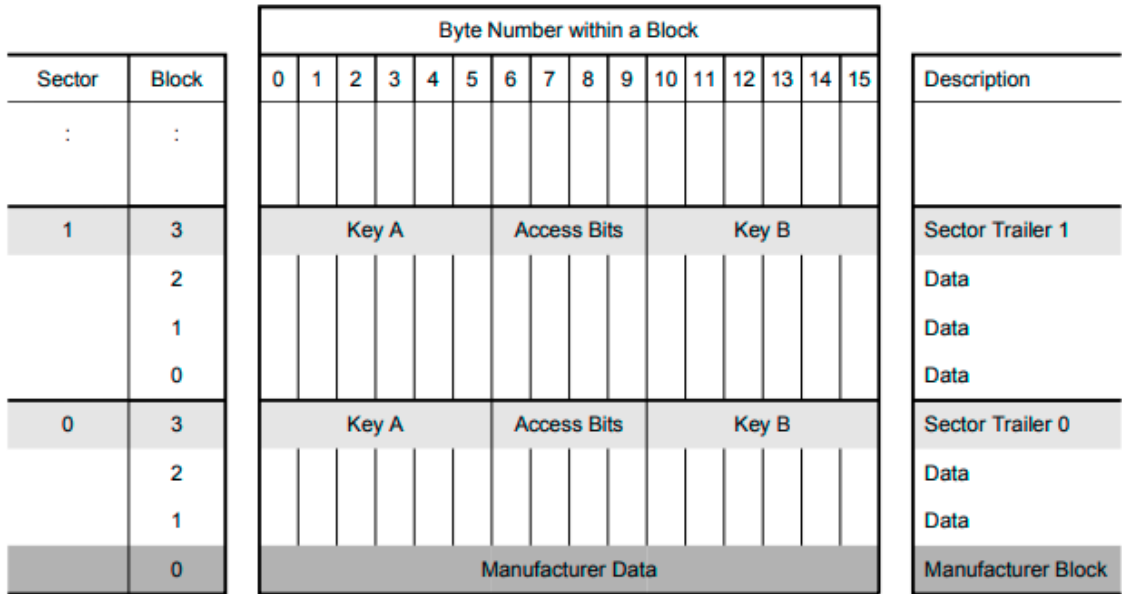 Byte Number within a Block
Sector Block 0 1 2 3 4 5 6 7 8 9 10 11 12 13 14 15 Description
: :
1 3 Key A Access Bits Key B Sector Trailer 1
2 Data
1 Data
0 Data
0 3 Key A Access Bits Key B Sector Trailer 0
2 Data
1 Data
0 Manufacturer Data Manufacturer Block